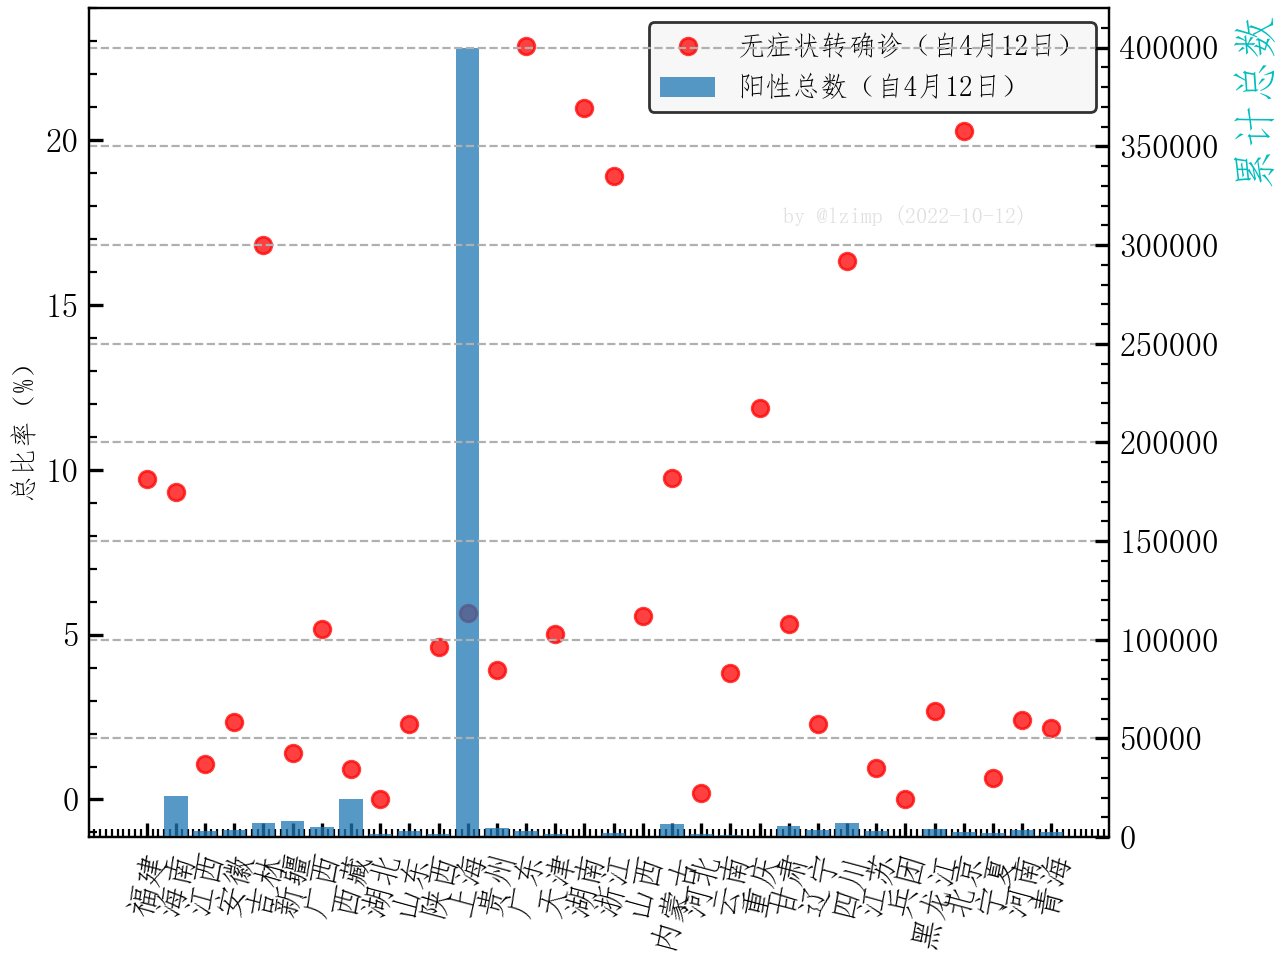 无症状转确诊（自4月12日）
阳性总数（自4月12日）
by @lzimp (2022-10-12)
总比率 (%)
20
15
10
5
0
累计总数
400000
350000
300000
250000
200000
150000
100000
50000
0
福建
海南
江西
安徽
吉林
新疆
广西
西藏
湖北
山东
陕西
上海
贵州
广东
天津
湖南
浙江
山西
内蒙古
河北
云南
重庆
甘肃
辽宁
四川
江苏
兵团
黑龙江
北京
宁夏
河南
青海